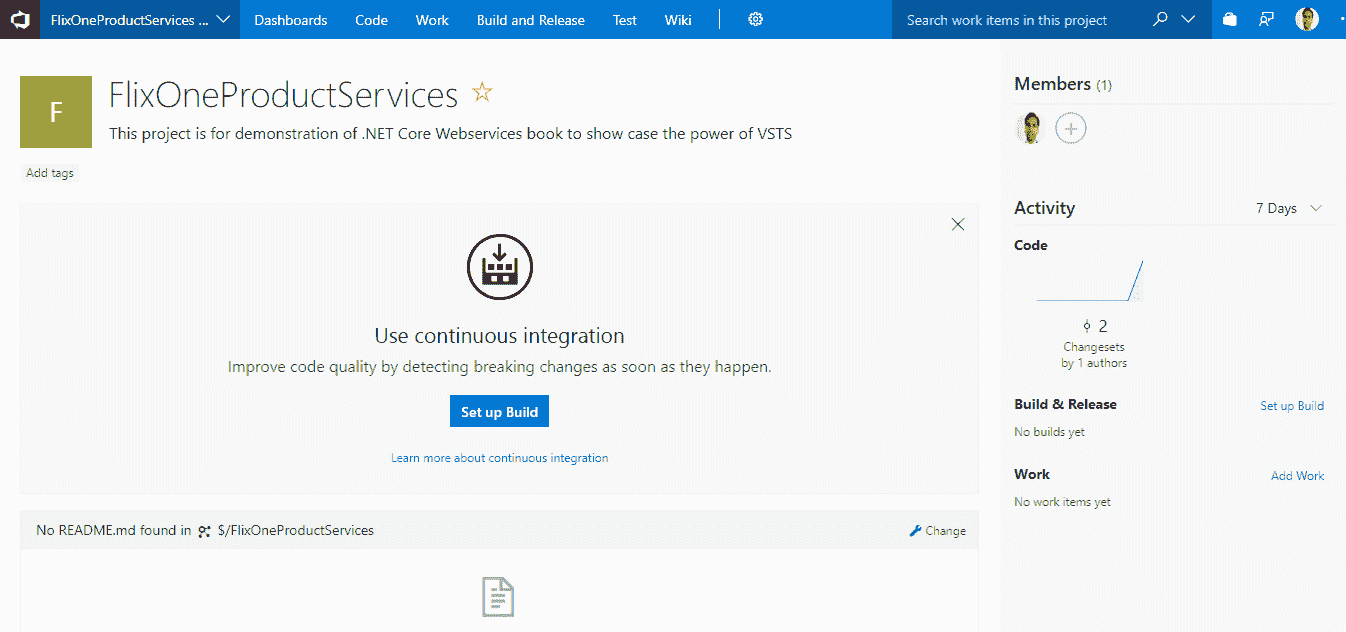 FlixOneProductServices ...
Dashboards
Code
Work
Build and Release
Test
Wiki
Search work items in this project
F
FlixOneProductServices
This project is for demonstration of .NET Core Webservices book to show case the power of VSTS
Add tags
Use continuous integration
Improve code quality by detecting breaking changes as soon as they happen.
Set up Build
Learn more about continuous integration
No README.md found in $/FlixOneProductServices
Change
Members (1)
Activity
7 Days
Code
2
Changesets
by 1 authors
Build & Release
Set up Build
No builds yet
Work
Add Work
No work items yet